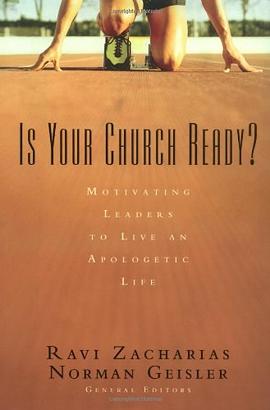 IS YOUR CHURCH READY?
MOTIVATING
LEADERS
TO LIVE AN
APOLOGETIC
LIFE
RAVI ZACHARIAS
NORMAN GEISLER
GENERAL EDITORS